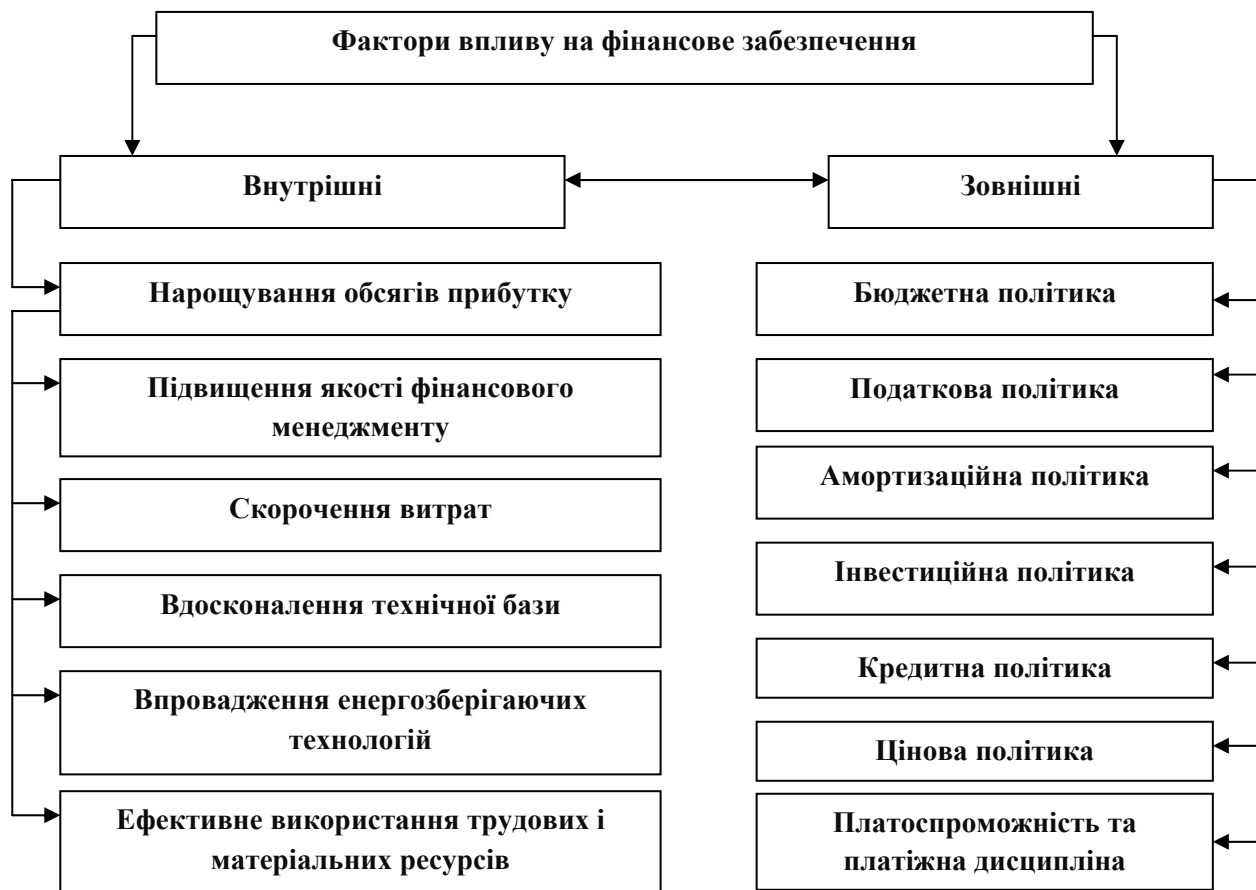 Фактори впливу на фінансове забезпечення
Внутрішні
Зовнішні
Нарощування обсягів прибутку
Підвищення якості фінансового
менеджменту
Скорочення витрат
Вдосконалення технічної бази
Впровадження енергозберігаючих
технологій
Ефективне використання трудових і
матеріальних ресурсів
Бюджетна політика
Податкова політика
Амортизаційна політика
Інвестиційна політика
Кредитна політика
Цінова політика
Платоспроможність та
платіжна дисципліна